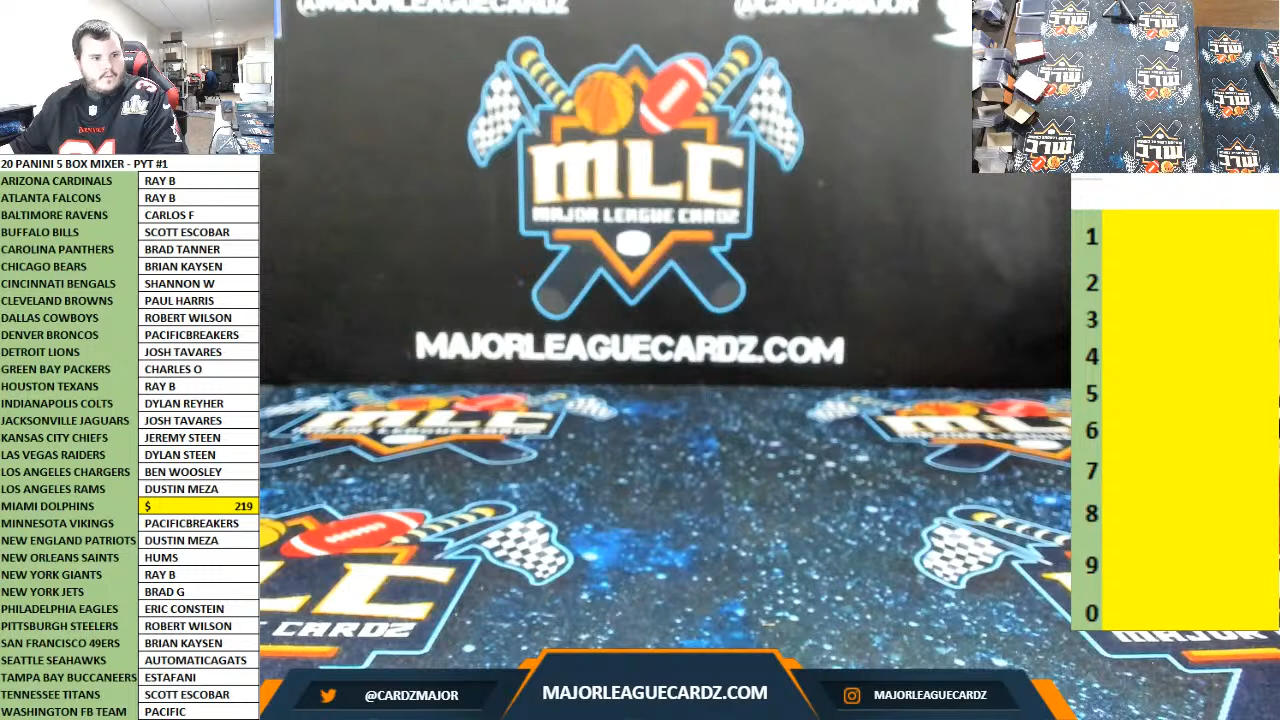 @MAJORLEAGUECARDZ
@CARDZMAJOR
MLC
MAJOR LEAGUE CARDZ
MAJORLEAGUECARDZ.COM
20 PANINI 5 BOX MIXER - PYT #1
ARIZONA CARDINALS RAY B
ATLANTA FALCONS RAY B
BALTIMORE RAVENS CARLOS F
BUFFALO BILLS SCOTT ESCOBAR
CAROLINA PANTHERS BRAD TANNER
CHICAGO BEARS BRIAN KAYSEN
CINCINNATI BENGALS SHANNON W
CLEVELAND BROWNS PAUL HARRIS
DALLAS COWBOYS ROBERT WILSON
DENVER BRONCOS PACIFICBREAKERS
DETROIT LIONS JOSH TAVARES
GREEN BAY PACKERS CHARLES O
HOUSTON TEXANS RAY B
INDIANAPOLIS COLTS DYLAN REYHER
JACKSONVILLE JAGUARS JOSH TAVARES
KANSAS CITY CHIEFS JEREMY STEEN
LAS VEGAS RAIDERS DYLAN STEEN
LOS ANGELES CHARGERS BEN WOOSLEY
LOS ANGELES RAMS DUSTIN MEZA
MIAMI DOLPHINS $ 219
MINNESOTA VIKINGS PACIFICBREAKERS
NEW ENGLAND PATRIOTS DUSTIN MEZA
NEW ORLEANS SAINTS HUMS
NEW YORK GIANTS RAY B
NEW YORK JETS BRAD G
PHILADELPHIA EAGLES ERIC CONSTEIN
PITTSBURGH STEELERS ROBERT WILSON
SAN FRANCISCO 49ERS BRIAN KAYSEN
SEATTLE SEAHAWKS AUTOMATICAGATS
TAMPA BAY BUCCANEERS ESTAFANI
TENNESSEE TITANS SCOTT ESCOBAR
WASHINGTON FB TEAM PACIFIC
1
2
3
4
5
6
7
8
9
0
MLC
MLC
LC
CARDZ
@CARDZMAJOR
MAJORLEAGUECARDZ.COM
MAJORLEAGUECARDZ